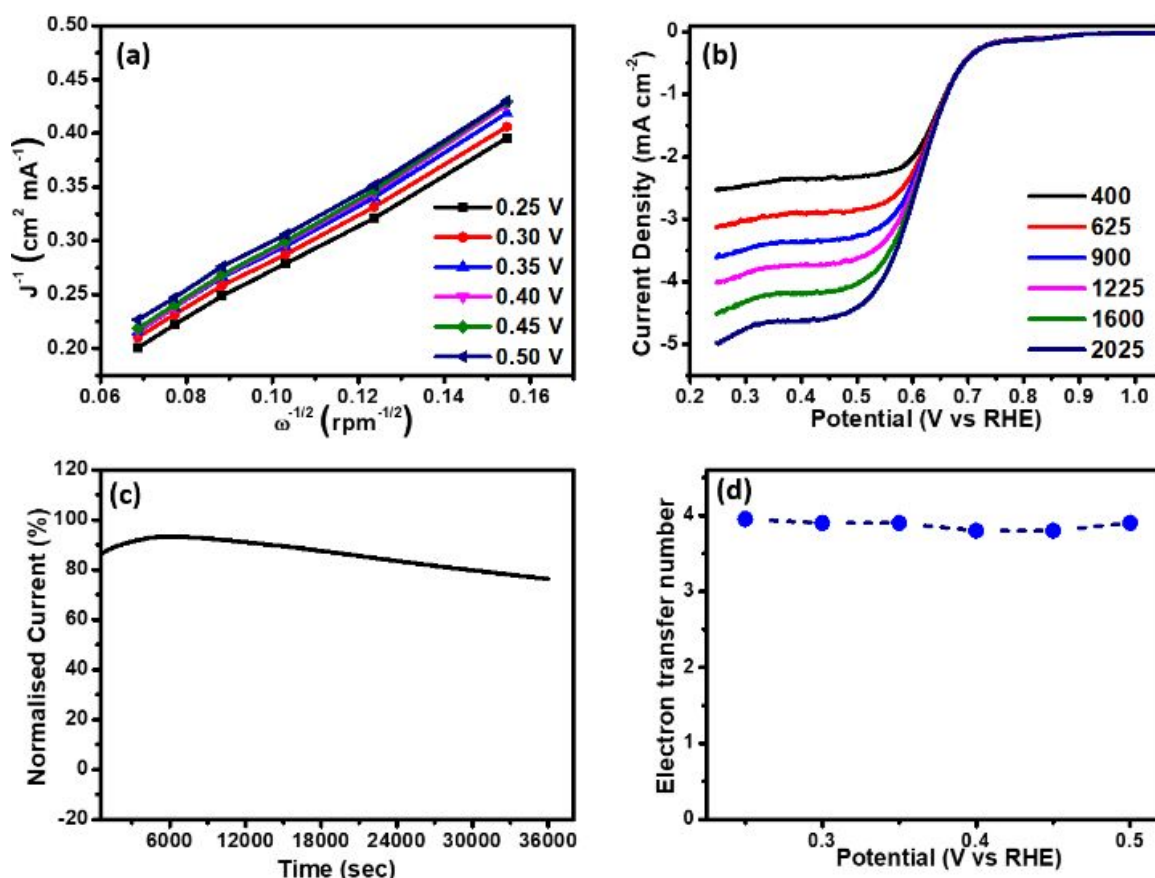 (a)
0.50
0.45
0.40
0.35
0.30
0.25
0.20
J⁻¹ (cm² mA⁻¹)
0.25 V
0.30 V
0.35 V
0.40 V
0.45 V
0.50 V
0.06 0.08 0.10 0.12 0.14 0.16
ω⁻¹/² (rpm⁻¹/²)
(b)
0
-1
-2
-3
-4
-5
Current Density (mA cm⁻²)
400
625
900
1225
1600
2025
0.2 0.3 0.4 0.5 0.6 0.7 0.8 0.9 1.0
Potential (V vs RHE)
(c)
120
100
80
60
40
20
0
-20
Normalised Current (%)
6000 12000 18000 24000 30000 36000
Time (sec)
(d)
4
3
2
1
0
Electron transfer number
0.3 0.4 0.5
Potential (V vs RHE)